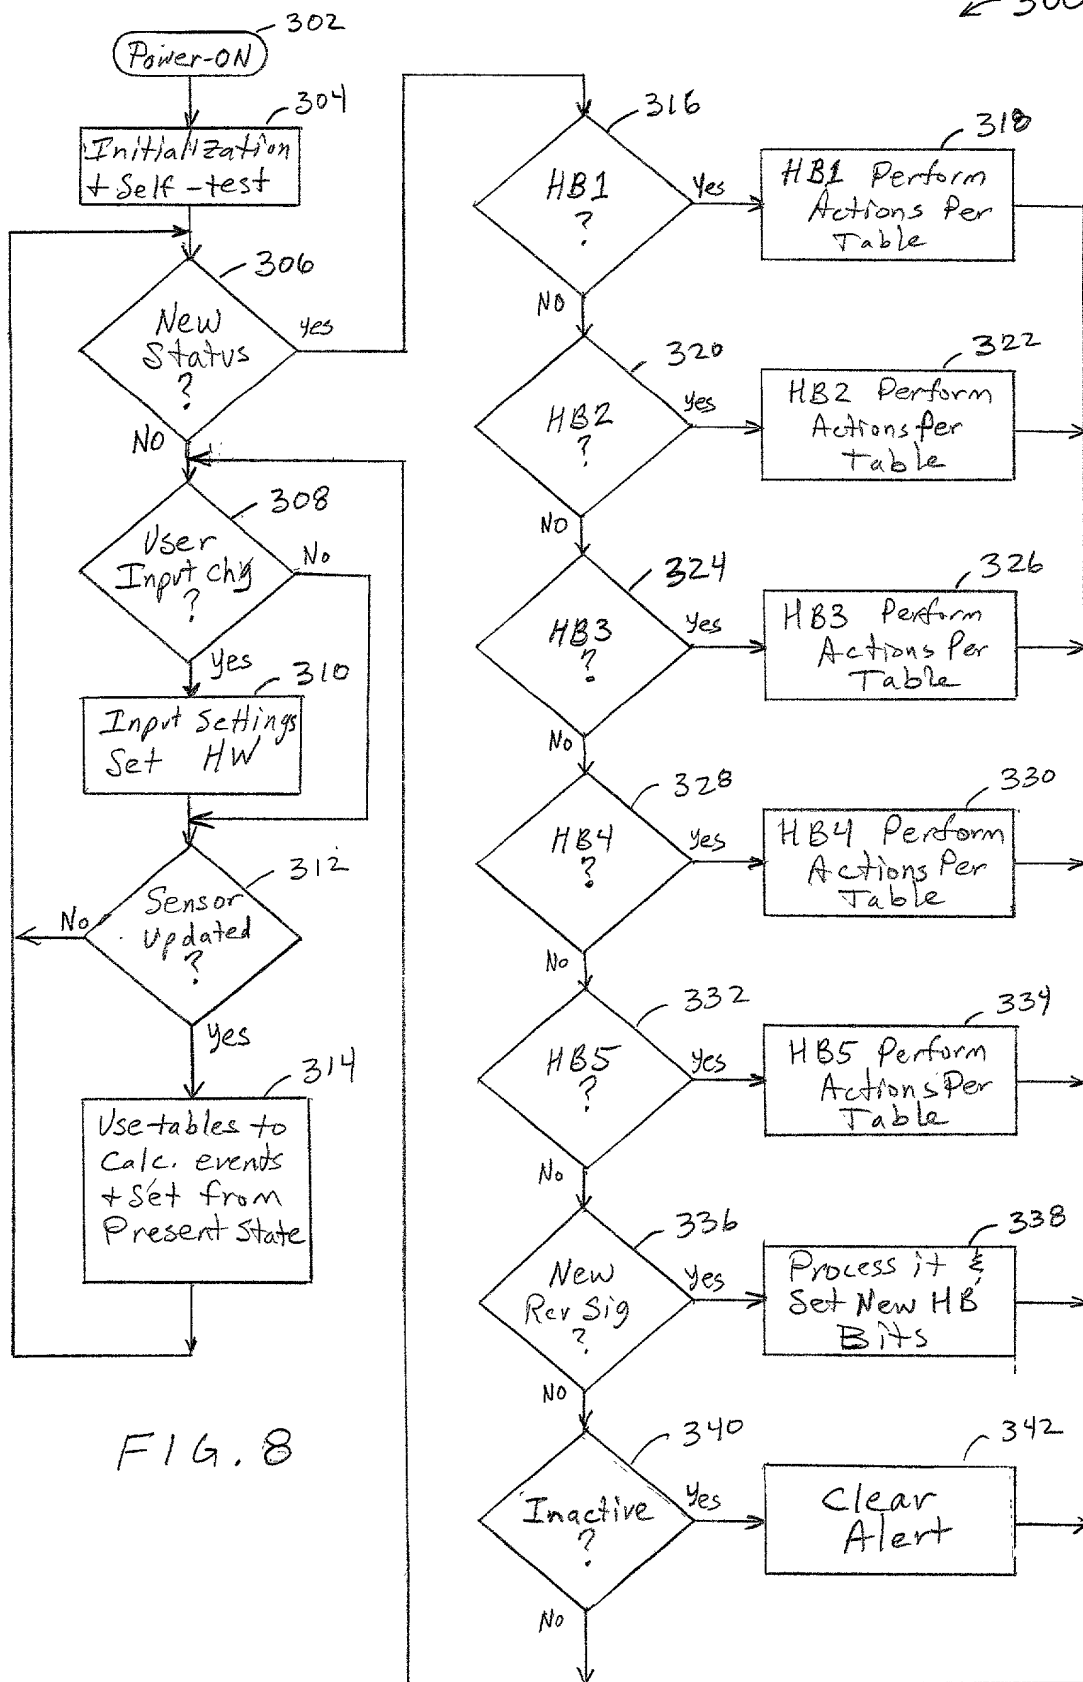 300
302
Power-ON
304
Initialization
+ Self-test
306
New
Status
?
yes
NO
308
User
Input chg
?
No
Yes
310
Input Settings
Set HW
312
Sensor
Updated
?
No
Yes
314
Use tables to
Calc. events
+ Set from
Present State
316
HB1
?
Yes
NO
318
HB1 Perform
Actions Per
Table
320
HB2
?
Yes
NO
322
HB2 Perform
Actions Per
Table
324
HB3
?
Yes
No
326
HB3 Perform
Actions Per
Table
328
HB4
?
Yes
No
330
HB4 Perform
Actions Per
Table
332
HB5
?
Yes
No
334
HB5 Perform
Actions Per
Table
336
New
Rcv Sig
?
Yes
NO
338
Process it &
Set New HB
Bits
340
Inactive
?
Yes
No
342
Clear
Alert
FIG. 8